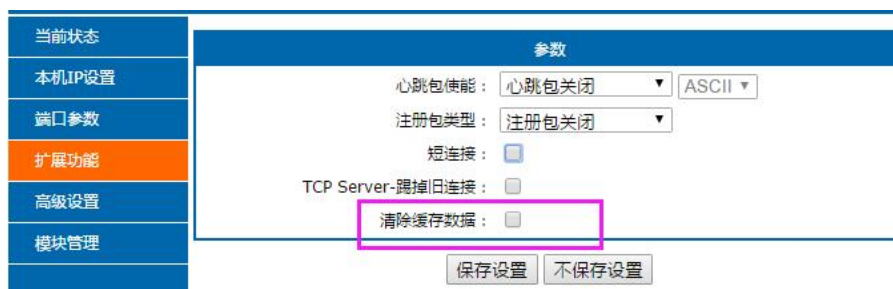 当前状态
本机IP设置
端口参数
扩展功能
高级设置
模块管理
参数
心跳包使能： 心跳包关闭 ASCII
注册包类型： 注册包关闭
短连接：
TCP Server-踢掉旧连接：
清除缓存数据：
保存设置 不保存设置